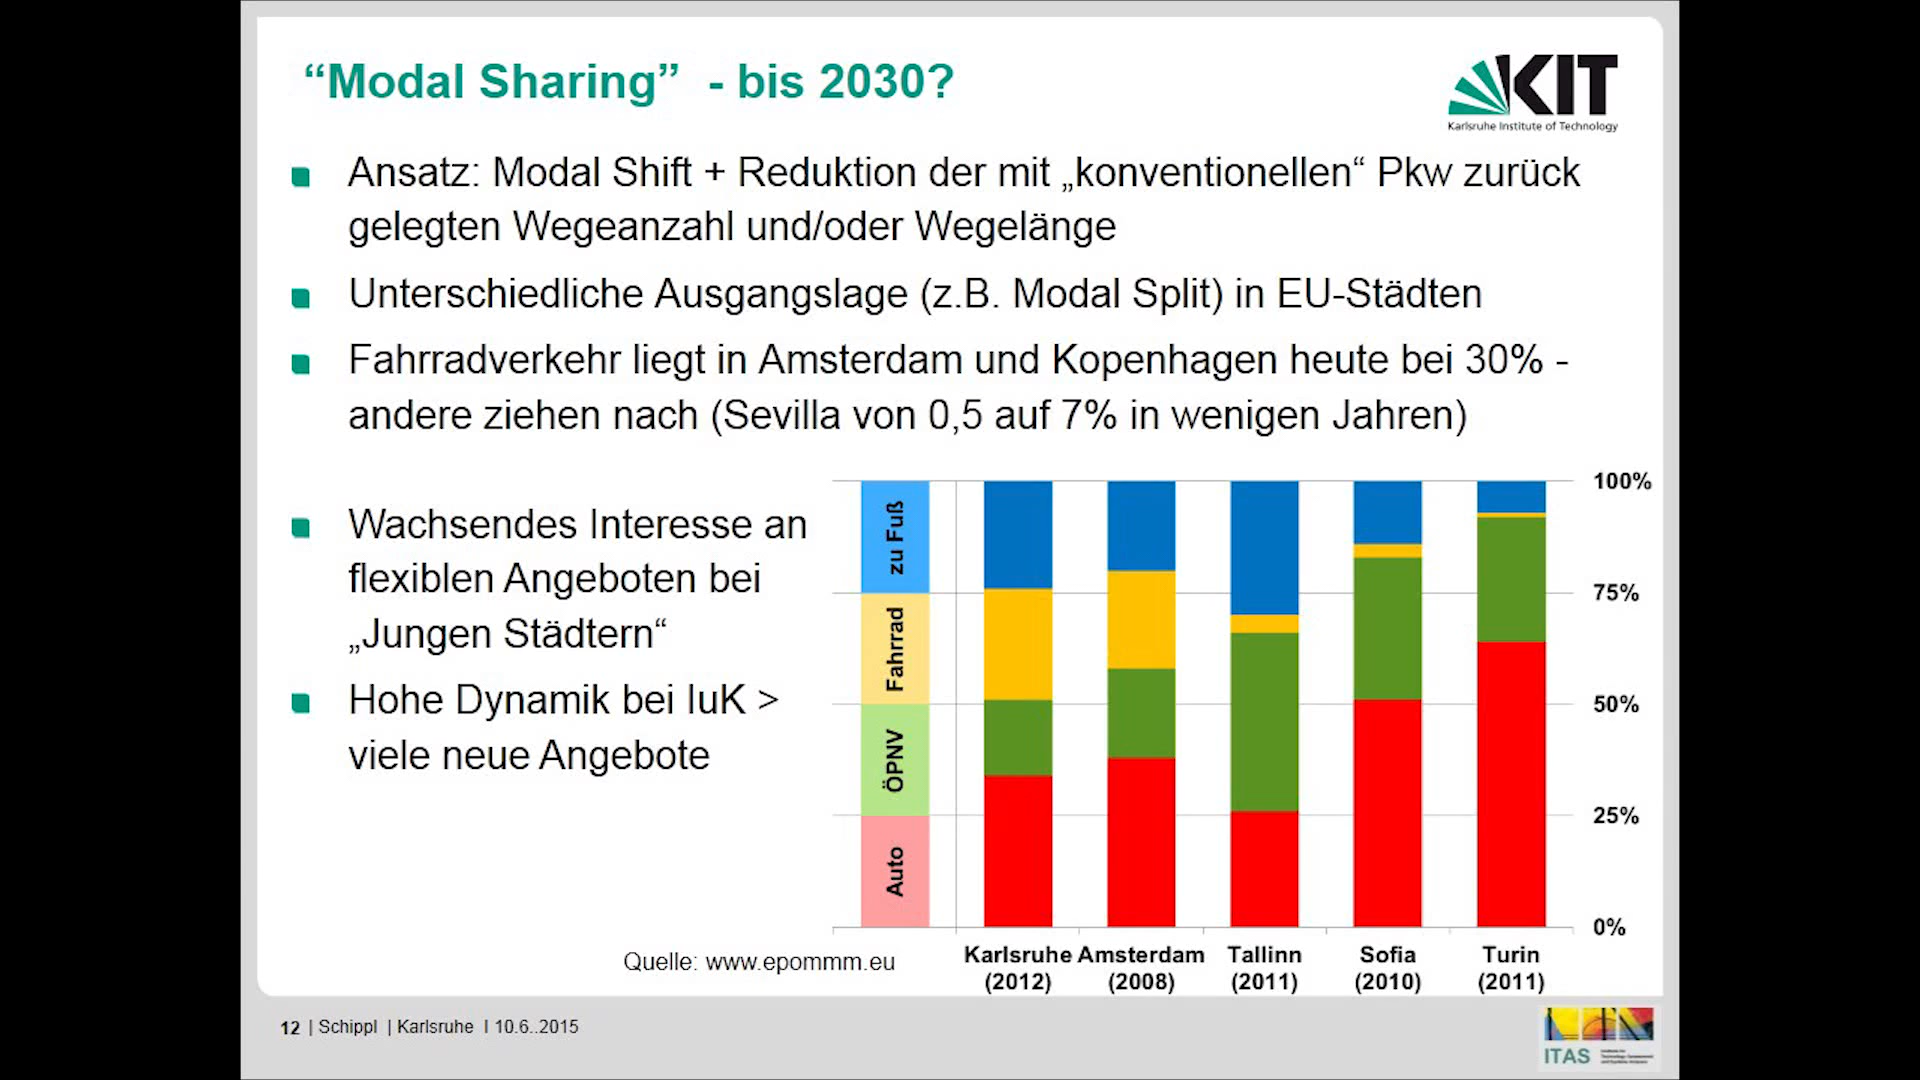 “Modal Sharing” - bis 2030?
KIT
Karlsruhe Institute of Technology
Ansatz: Modal Shift + Reduktion der mit „konventionellen“ Pkw zurück
gelegten Wegeanzahl und/oder Wegelänge
Unterschiedliche Ausgangslage (z.B. Modal Split) in EU-Städten
Fahrradverkehr liegt in Amsterdam und Kopenhagen heute bei 30% -
andere ziehen nach (Sevilla von 0,5 auf 7% in wenigen Jahren)
Wachsendes Interesse an
flexiblen Angeboten bei
„Jungen Städtern“
Hohe Dynamik bei IuK >
viele neue Angebote
zu Fuß
Fahrrad
ÖPNV
Auto
100%
75%
50%
25%
0%
Karlsruhe Amsterdam Tallinn Sofia Turin
(2012) (2008) (2011) (2010) (2011)
Quelle: www.epommm.eu
12 | Schippl | Karlsruhe I 10.6..2015
ITAS